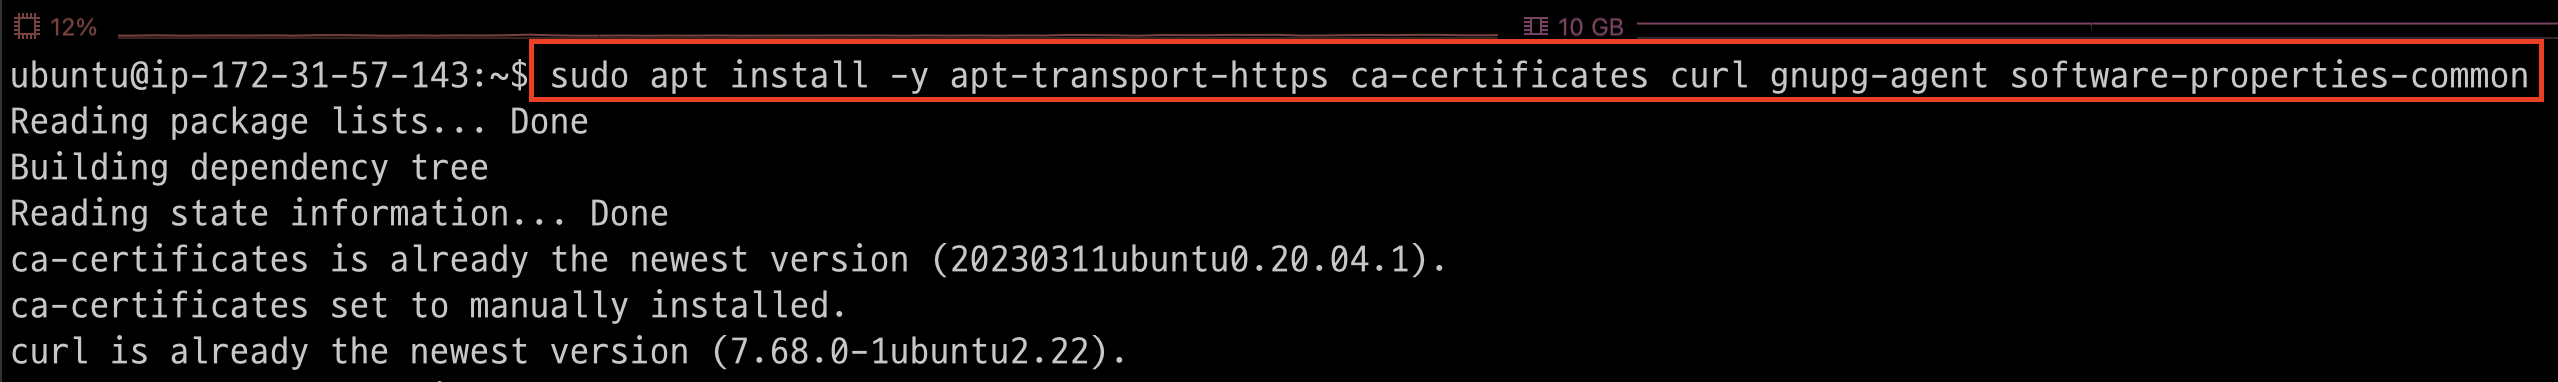 12%
10 GB
ubuntu@ip-172-31-57-143:~$ sudo apt install -y apt-transport-https ca-certificates curl gnupg-agent software-properties-common
Reading package lists... Done
Building dependency tree
Reading state information... Done
ca-certificates is already the newest version (20230311ubuntu0.20.04.1).
ca-certificates set to manually installed.
curl is already the newest version (7.68.0-1ubuntu2.22).